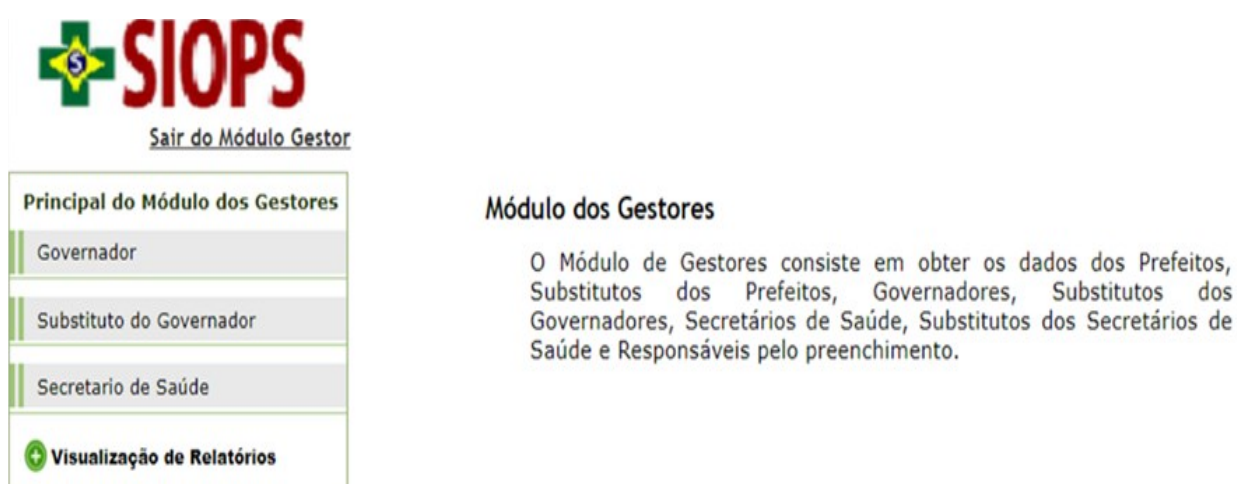 S
SIOPS
Sair do Módulo Gestor
Principal do Módulo dos Gestores
Governador
Substituto do Governador
Secretario de Saúde
Visualização de Relatórios
Módulo dos Gestores
O Módulo de Gestores consiste em obter os dados dos Prefeitos,
Substitutos dos Prefeitos, Governadores, Substitutos dos
Governadores, Secretários de Saúde, Substitutos dos Secretários de
Saúde e Responsáveis pelo preenchimento.